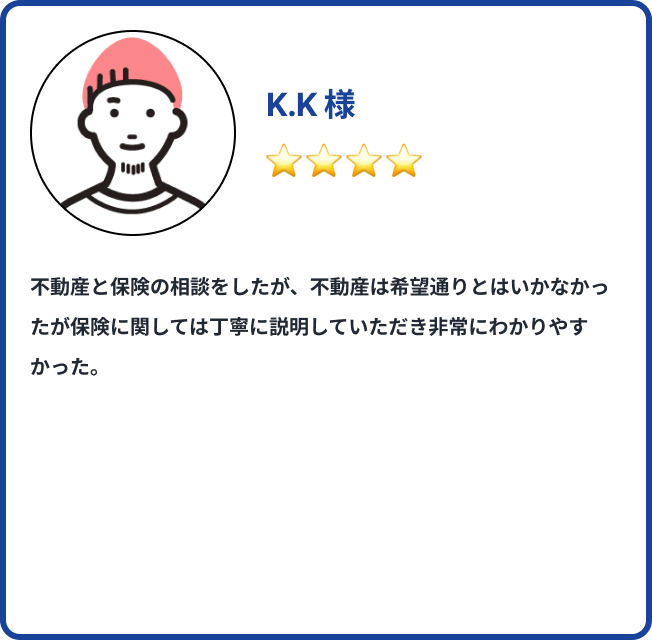 K.K 様
⭐⭐⭐⭐
不動産と保険の相談をしたが、不動産は希望通りとはいかなかっ
たが保険に関しては丁寧に説明していただき非常にわかりやす
かった。